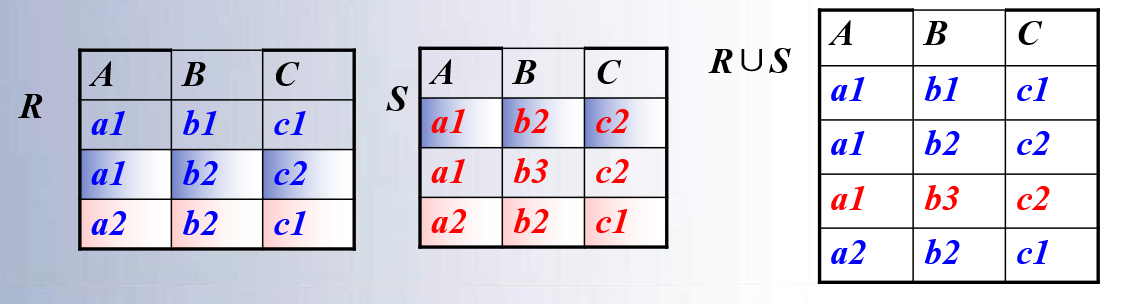 R
A B C
a1 b1 c1
a1 b2 c2
a2 b2 c1
S
A B C
a1 b2 c2
a1 b3 c2
a2 b2 c1
R∪S
A B C
a1 b1 c1
a1 b2 c2
a1 b3 c2
a2 b2 c1